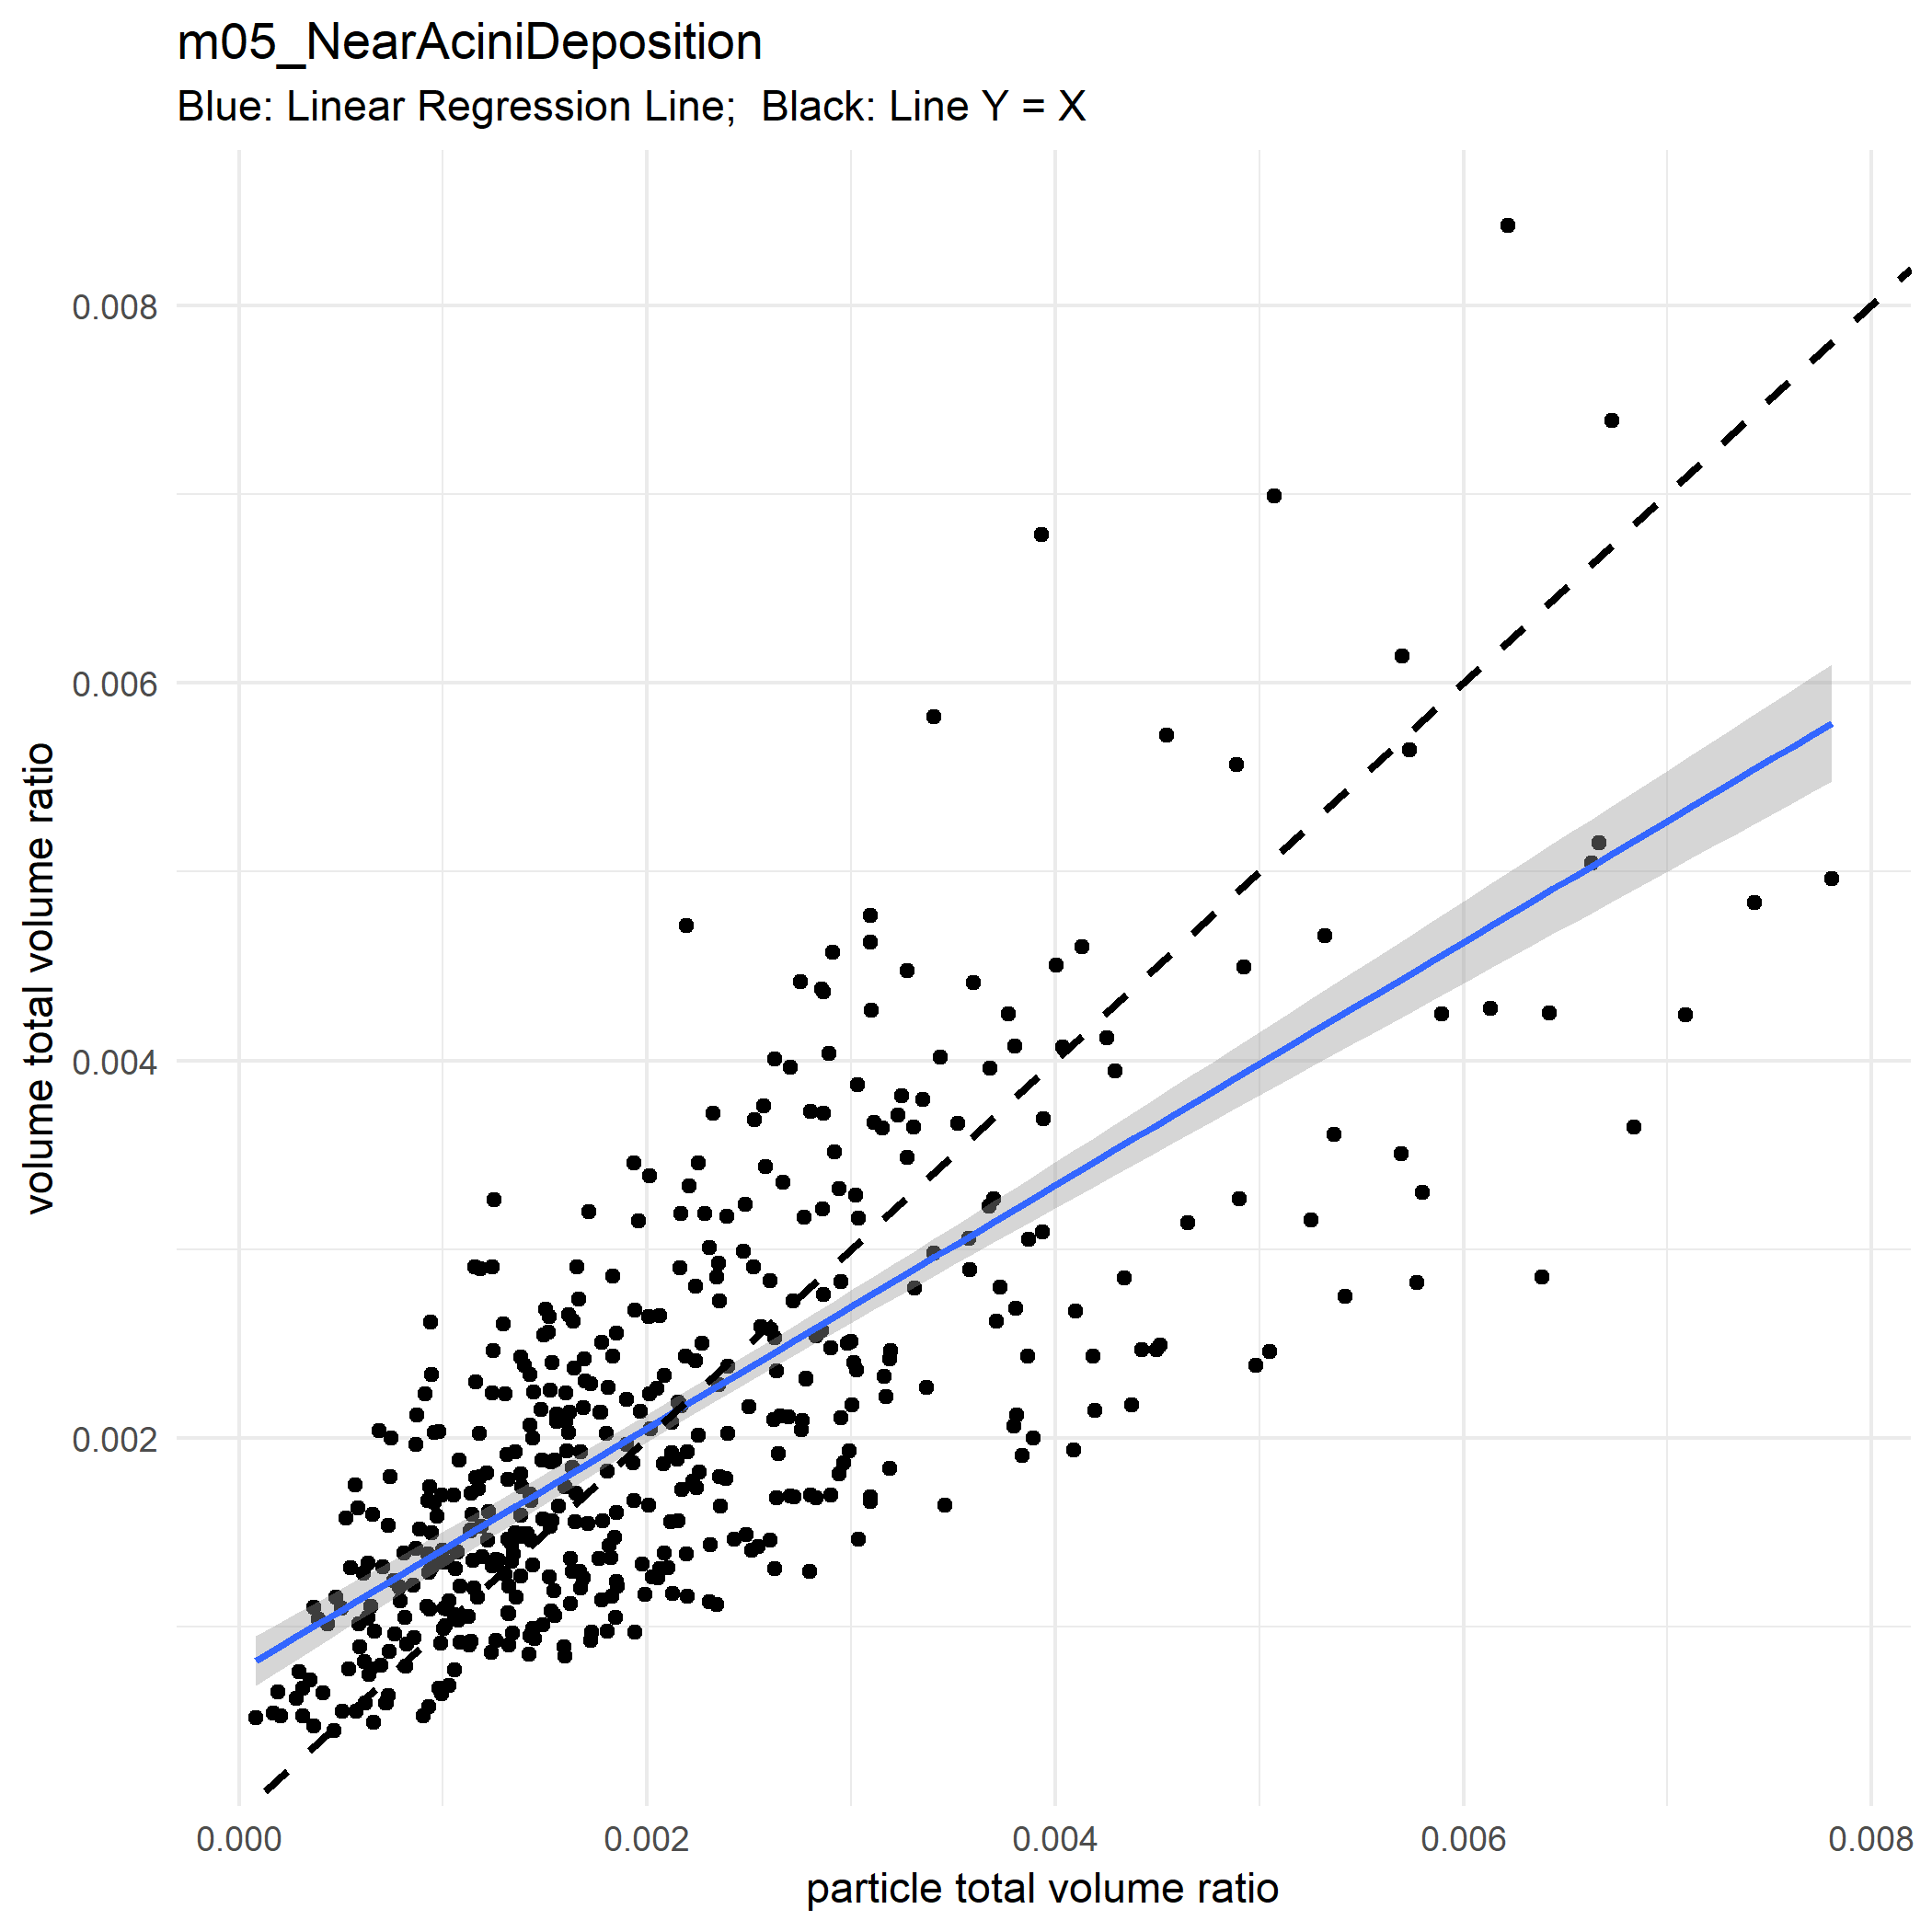 m05_NearAciniDeposition
Blue: Linear Regression Line;  Black: Line Y = X
volume total volume ratio
0.008
0.006
0.004
0.002
0.000 0.002 0.004 0.006 0.008
particle total volume ratio